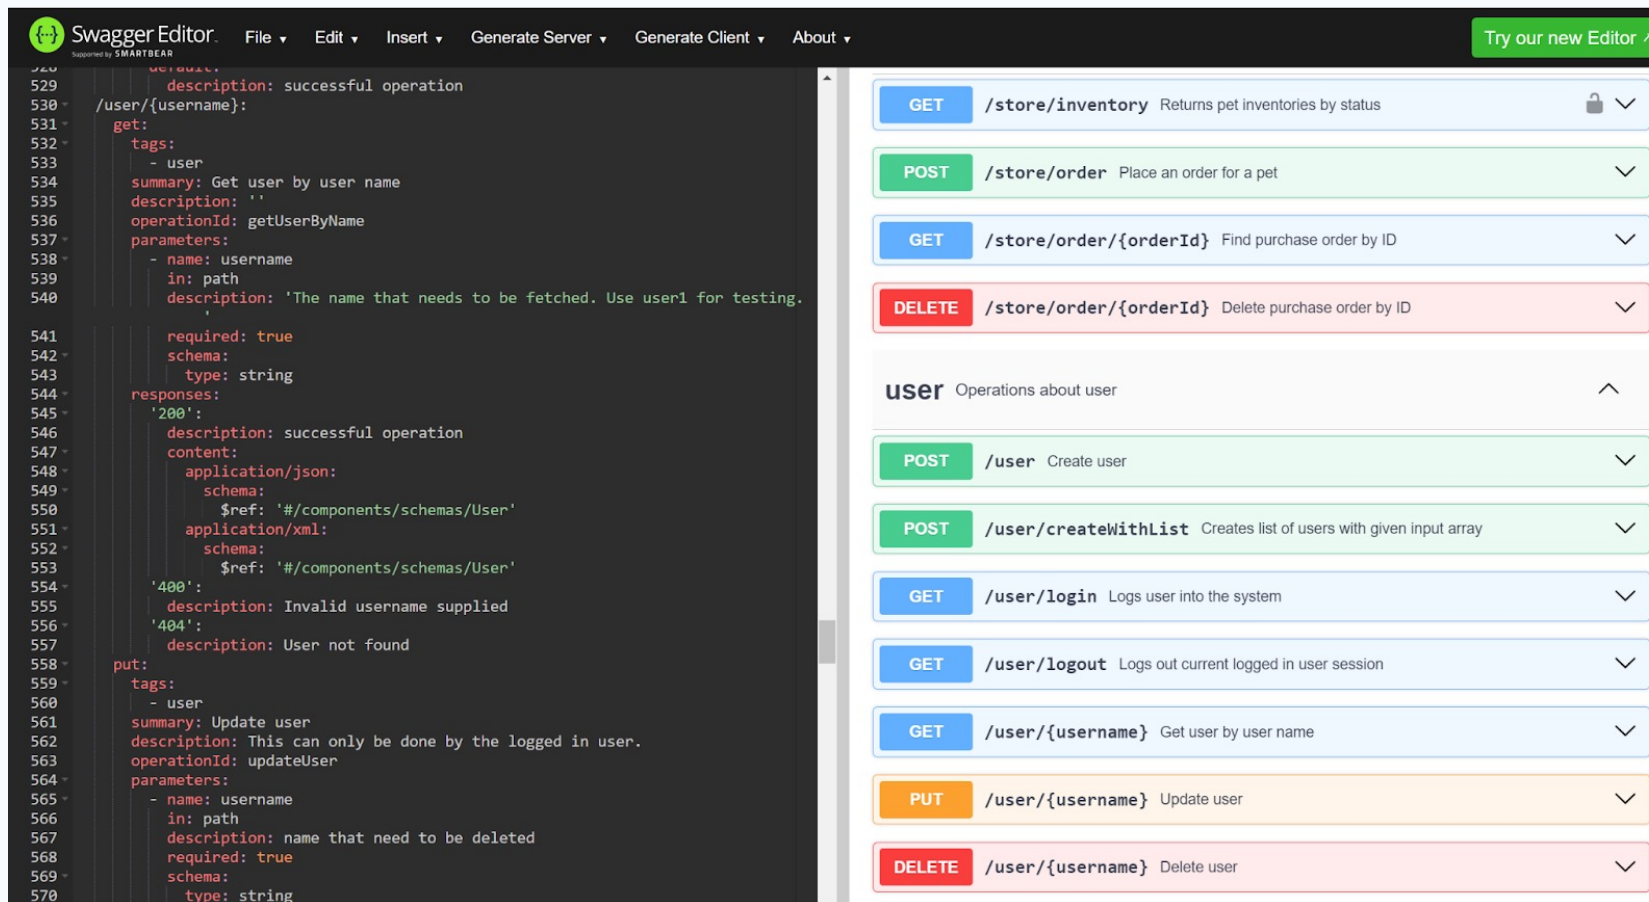 Swagger Editor.
Supported by SMARTBEAR
File
Edit
Insert
Generate Server
Generate Client
About
Try our new Editor
528 default:
529 description: successful operation
530 /user/{username}:
531 get:
532 tags:
533 - user
534 summary: Get user by user name
535 description: ''
536 operationId: getUserByName
537 parameters:
538 - name: username
539 in: path
540 description: 'The name that needs to be fetched. Use user1 for testing.
'
541 required: true
542 schema:
543 type: string
544 responses:
545 '200':
546 description: successful operation
547 content:
548 application/json:
549 schema:
550 $ref: '#/components/schemas/User'
551 application/xml:
552 schema:
553 $ref: '#/components/schemas/User'
554 '400':
555 description: Invalid username supplied
556 '404':
557 description: User not found
558 put:
559 tags:
560 - user
561 summary: Update user
562 description: This can only be done by the logged in user.
563 operationId: updateUser
564 parameters:
565 - name: username
566 in: path
567 description: name that need to be deleted
568 required: true
569 schema:
570 type: string
GET /store/inventory Returns pet inventories by status
POST /store/order Place an order for a pet
GET /store/order/{orderId} Find purchase order by ID
DELETE /store/order/{orderId} Delete purchase order by ID
user Operations about user
POST /user Create user
POST /user/createWithList Creates list of users with given input array
GET /user/login Logs user into the system
GET /user/logout Logs out current logged in user session
GET /user/{username} Get user by user name
PUT /user/{username} Update user
DELETE /user/{username} Delete user